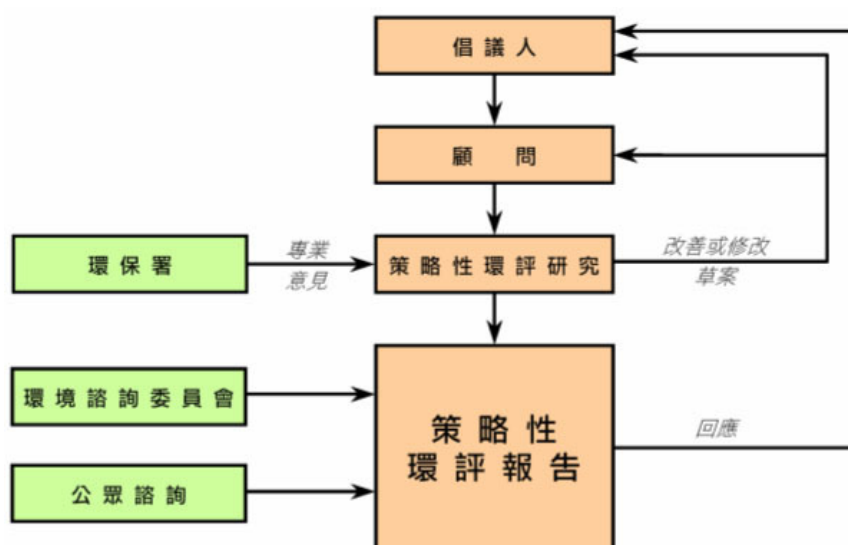 倡議人
顧問
環保署
專業
意見
策略性環評研究
改善或修改
草案
環境諮詢委員會
公眾諮詢
策略性
環評報告
回應